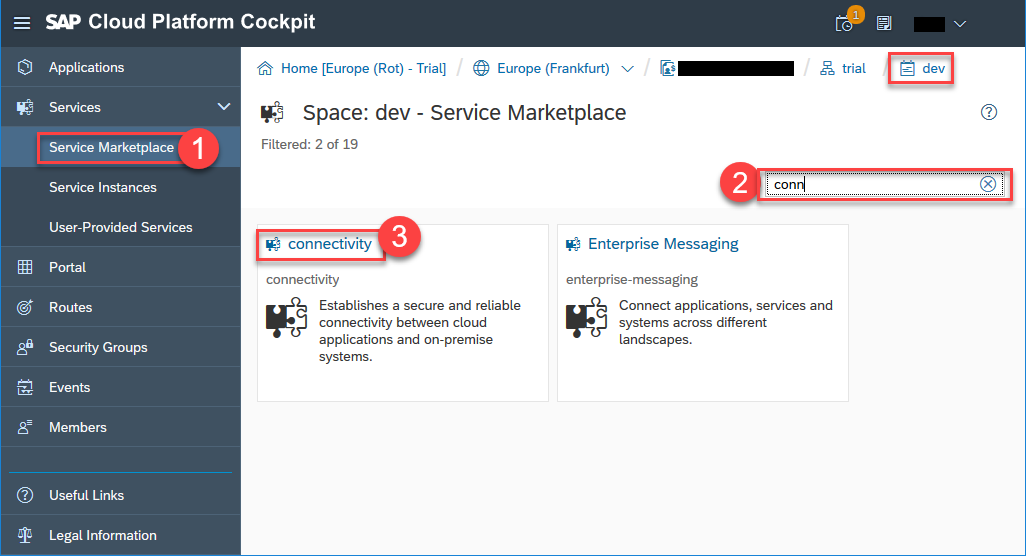 SAP Cloud Platform Cockpit
1
Applications
Services
Service Marketplace
1
Service Instances
User-Provided Services
Portal
Routes
Security Groups
Events
Members
Useful Links
Legal Information
Home [Europe (Rot) - Trial] / Europe (Frankfurt) / / trial / dev
Space: dev - Service Marketplace
Filtered: 2 of 19
2
conn
connectivity
3
connectivity
Establishes a secure and reliable
connectivity between cloud
applications and on-premise
systems.
Enterprise Messaging
enterprise-messaging
Connect applications, services and
systems across different
landscapes.